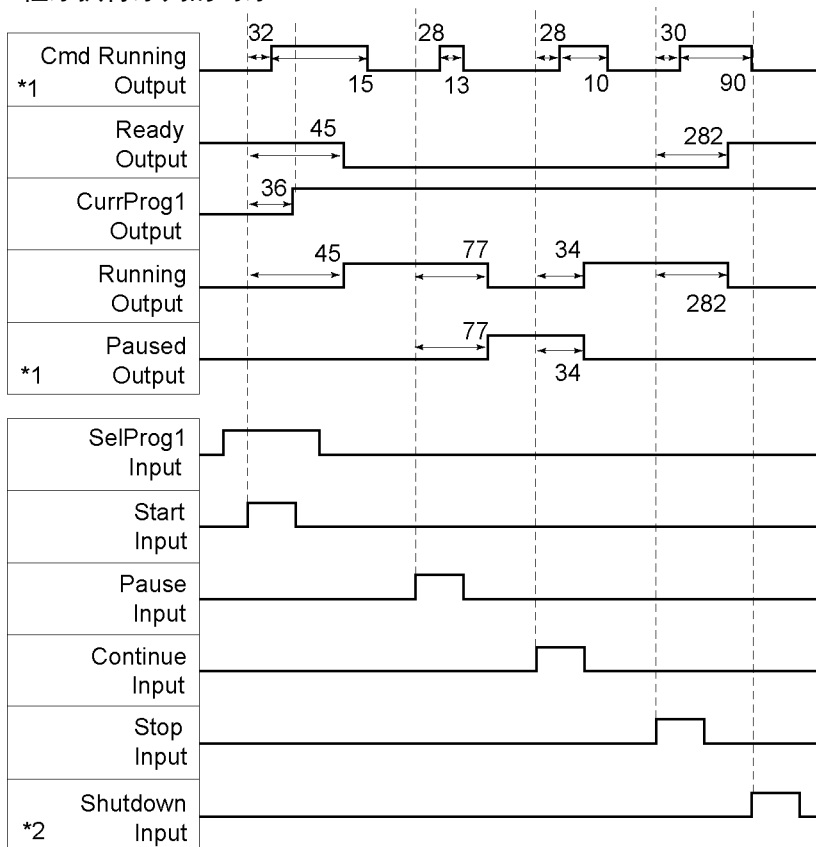 32 28 28 30
Cmd Running
*1 Output 15 13 10 90
Ready 45 282
Output
CurrProg1 36
Output
Running 45 77 34
Output 282
Paused 77
*1 Output 34
SelProg1
Input
Start
Input
Pause
Input
Continue
Input
Stop
Input
Shutdown
*2 Input